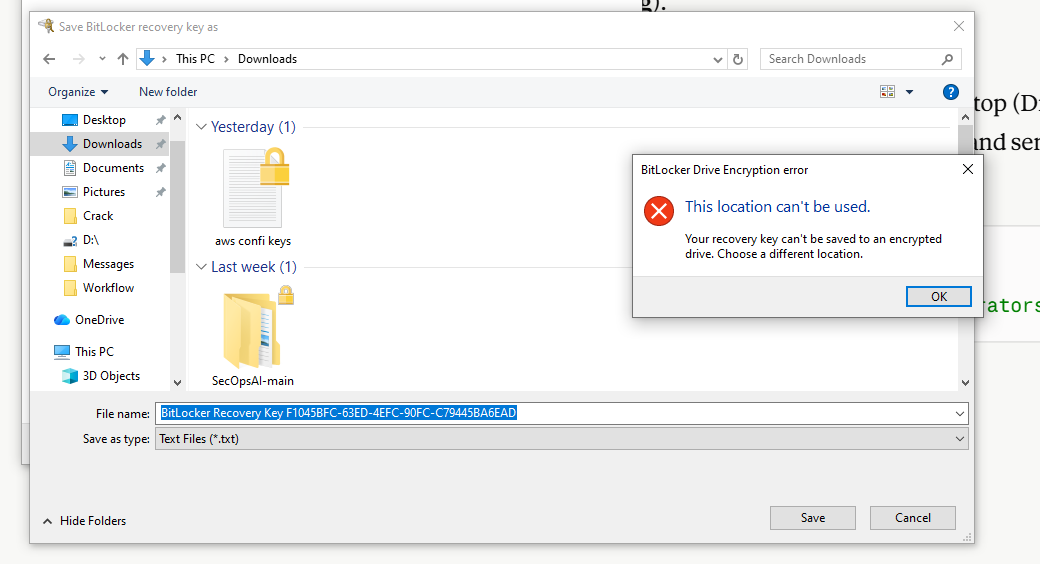 g).
Save BitLocker recovery key as
This PC > Downloads
Search Downloads
Organize
New folder
top (D
and ser
Desktop
Downloads
Documents
Pictures
Crack
D:\
Messages
Workflow
OneDrive
This PC
3D Objects
Yesterday (1)
aws confi keys
Last week (1)
SecOpsAI-main
BitLocker Drive Encryption error
This location can't be used.
Your recovery key can't be saved to an encrypted
drive. Choose a different location.
OK
rators
File name:
BitLocker Recovery Key F1045BFC-63ED-4EFC-90FC-C79445BA6EAD
Save as type:
Text Files (*.txt)
Hide Folders
Save
Cancel